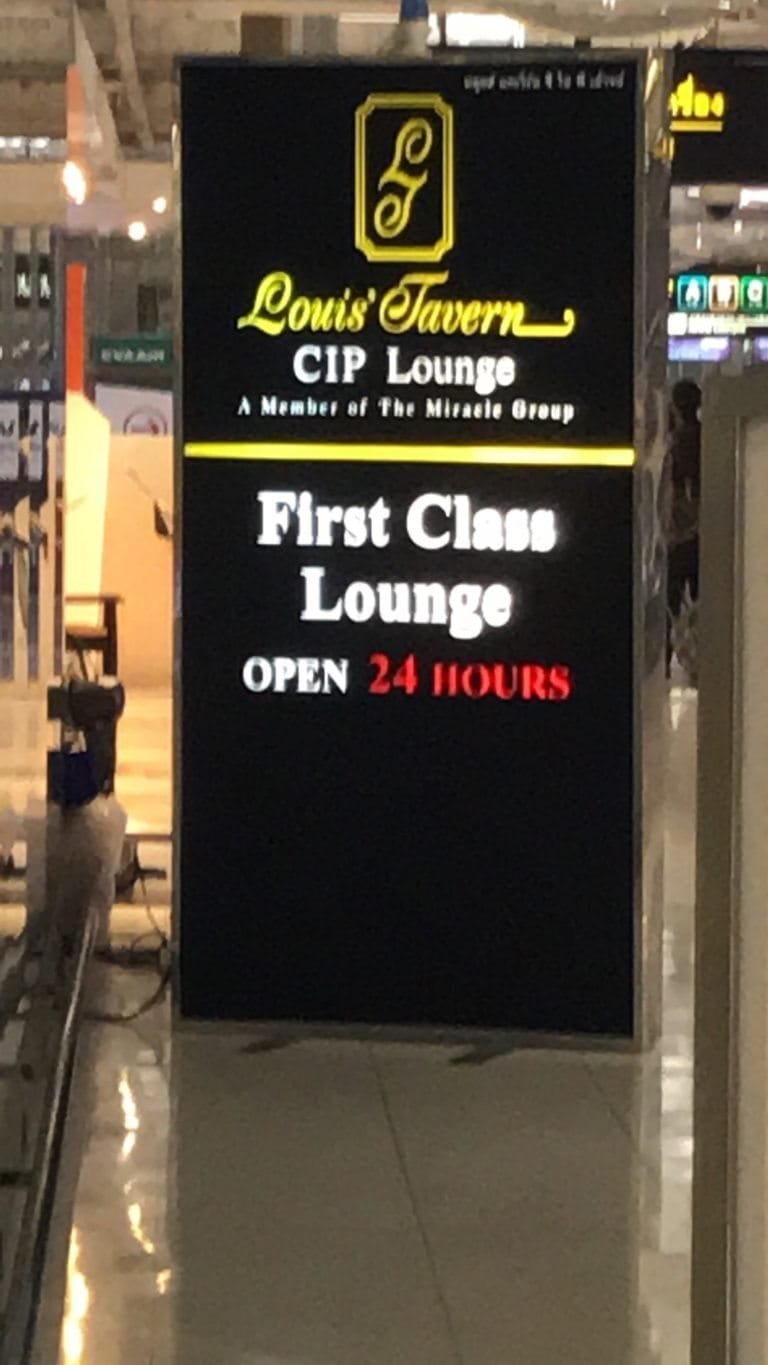 Louis' Tavern
CIP Lounge
A Member of The Miracle Group
First Class
Lounge
OPEN 24 HOURS